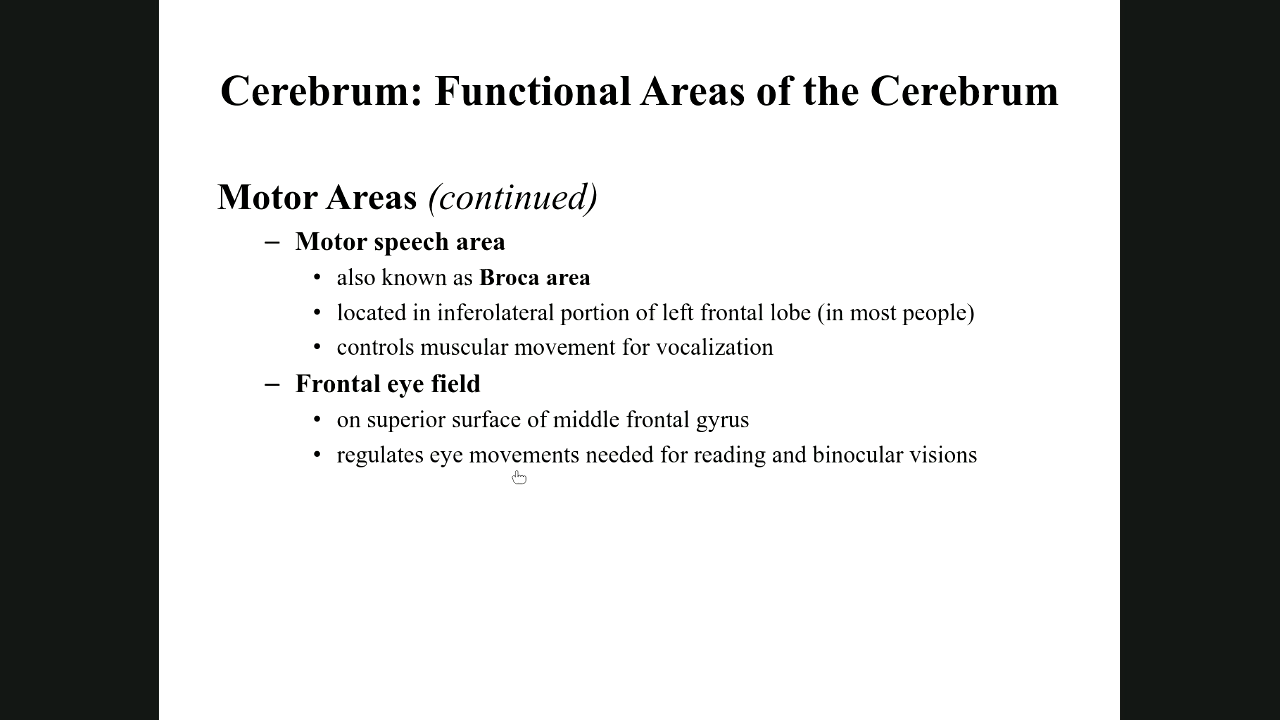 Cerebrum: Functional Areas of the Cerebrum
Motor Areas (continued)
– Motor speech area
• also known as Broca area
• located in inferolateral portion of left frontal lobe (in most people)
• controls muscular movement for vocalization
– Frontal eye field
• on superior surface of middle frontal gyrus
• regulates eye movements needed for reading and binocular visions